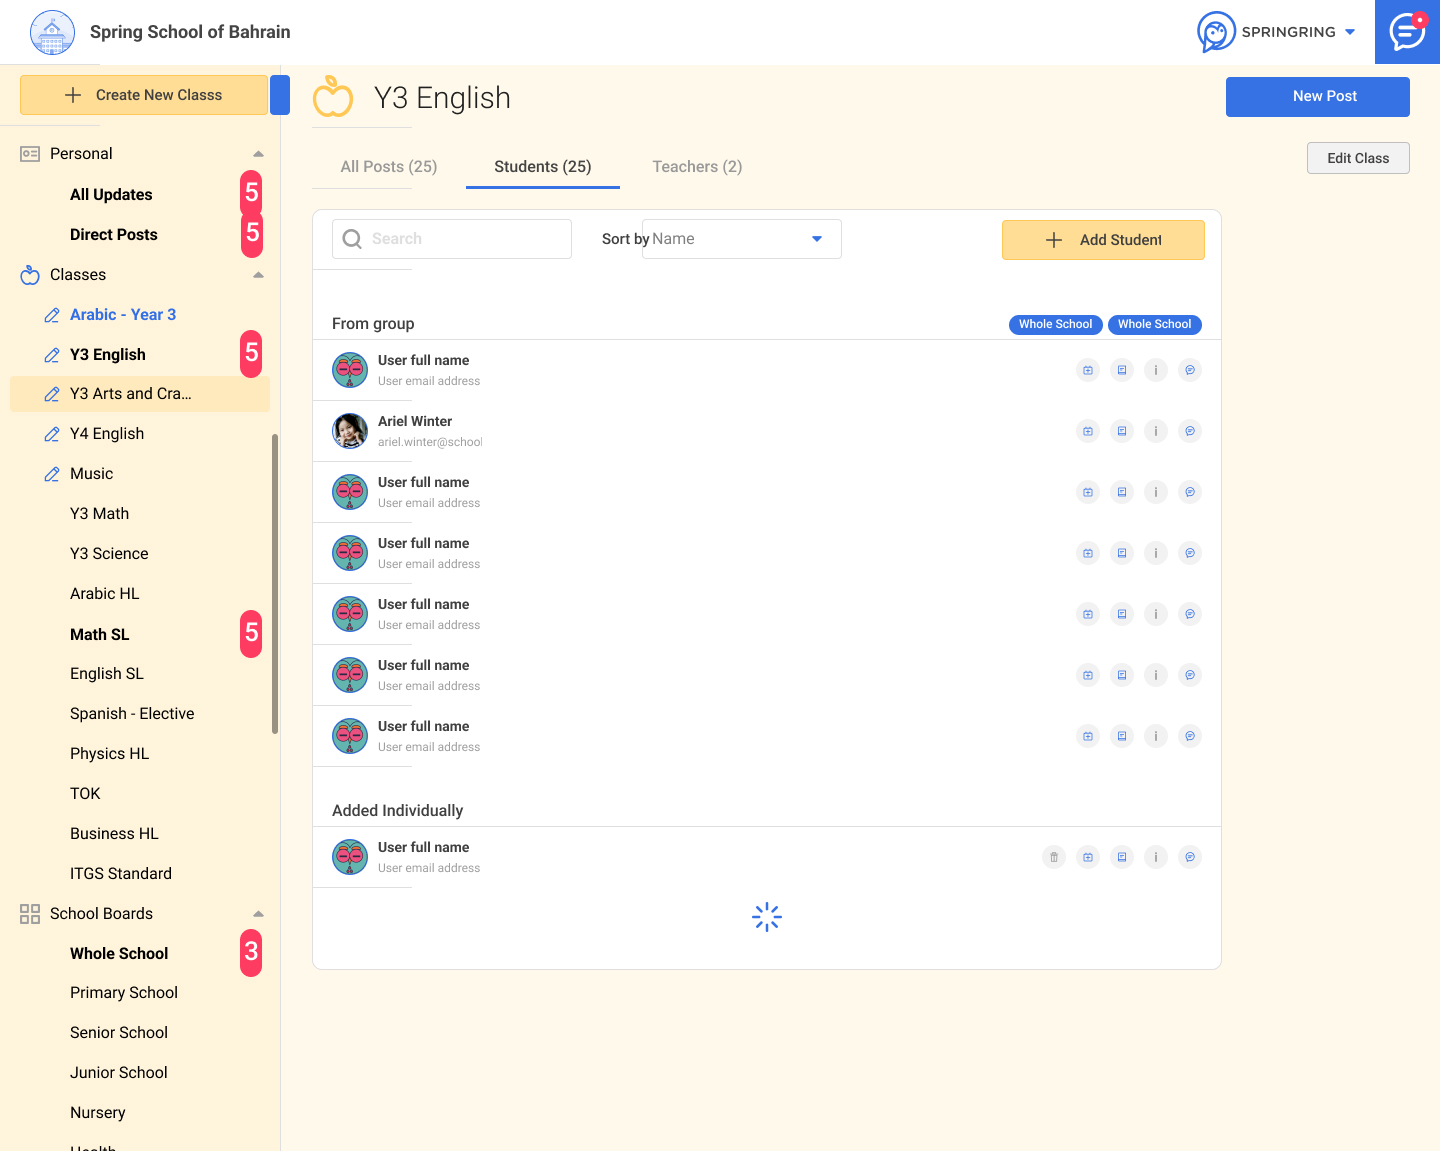 Spring School of Bahrain
SPRINGRING
Create New Classs
Y3 English
New Post
Personal
All Posts (25)
Students (25)
Teachers (2)
Edit Class
All Updates
5
Direct Posts
5
Search
Sort by
Name
Add Student
Classes
Arabic - Year 3
From group
Whole School
Whole School
Y3 English
5
User full name
User email address
Y3 Arts and Cra...
Ariel Winter
ariel.winter@school
Y4 English
Music
User full name
User email address
Y3 Math
Y3 Science
User full name
User email address
Arabic HL
User full name
User email address
Math SL
5
English SL
User full name
User email address
Spanish - Elective
User full name
User email address
Physics HL
TOK
Added Individually
Business HL
User full name
User email address
ITGS Standard
School Boards
Whole School
3
Primary School
Senior School
Junior School
Nursery
Health